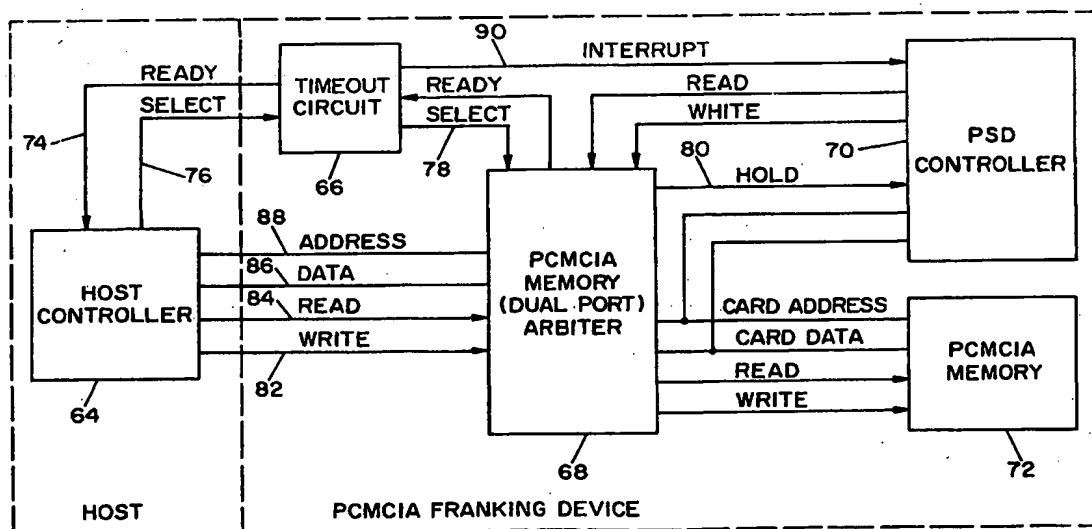 90
INTERRUPT
READY
TIMEOUT
CIRCUIT
READY
READ
SELECT
SELECT
WHITE
74
76
66
78
80
HOLD
70
PSD
CONTROLLER
88
ADDRESS
86
DATA
84
READ
WRITE
82
HOST
CONTROLLER
64
PCMCIA
MEMORY
(DUAL PORT)
ARBITER
68
CARD ADDRESS
CARD DATA
READ
WRITE
PCMCIA
MEMORY
72
HOST
PCMCIA FRANKING DEVICE